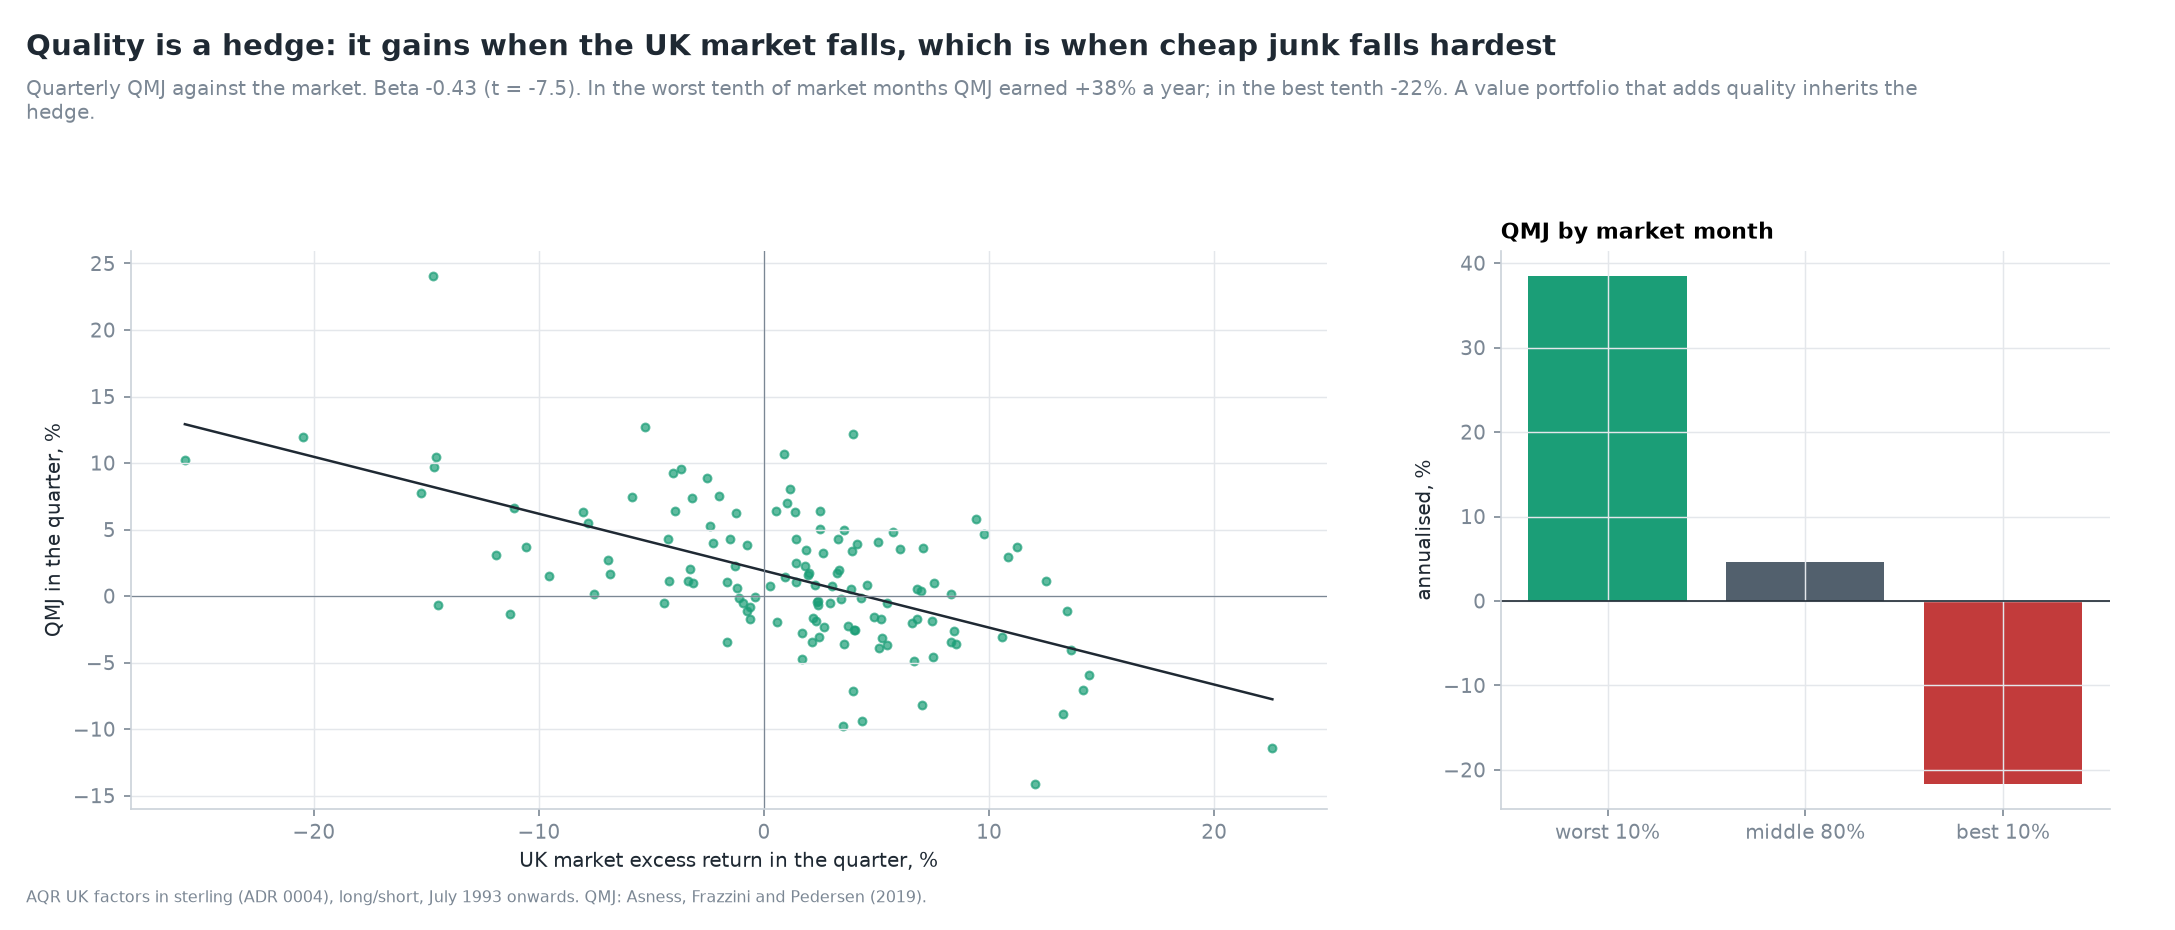 Quality is a hedge: it gains when the UK market falls, which is when cheap junk falls hardest
Quarterly QMJ against the market. Beta -0.43 (t = -7.5). In the worst tenth of market months QMJ earned +38% a year; in the best tenth -22%. A value portfolio that adds quality inherits the
hedge.
QMJ in the quarter, %
25
20
15
10
5
0
−5
−10
−15
−20
−10
0
10
20
UK market excess return in the quarter, %
QMJ by market month
annualised, %
40
30
20
10
0
−10
−20
worst 10%
middle 80%
best 10%
AQR UK factors in sterling (ADR 0004), long/short, July 1993 onwards. QMJ: Asness, Frazzini and Pedersen (2019).